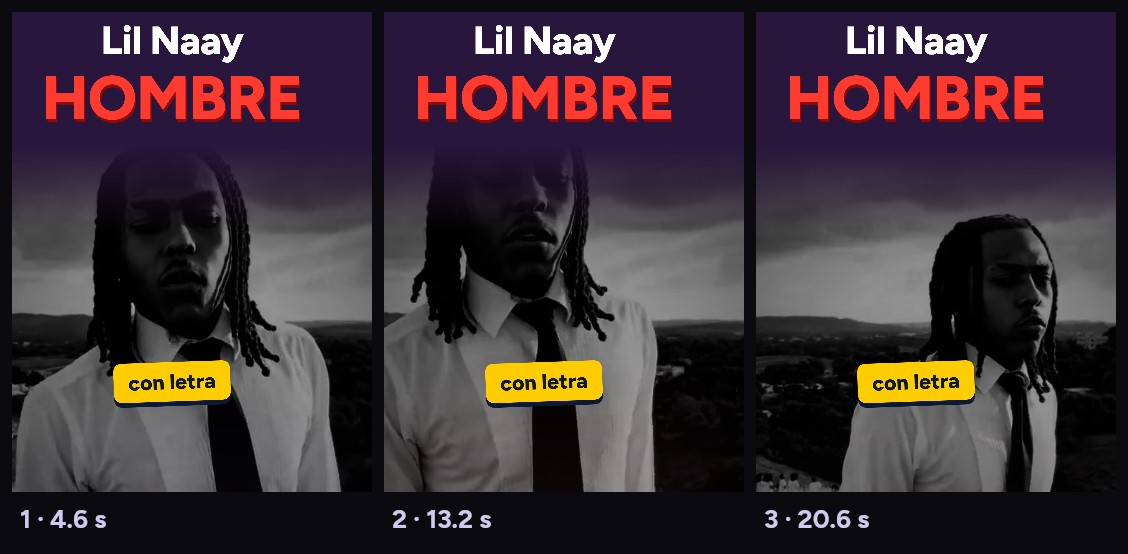 Lil Naay
HOMBRE
con letra
1 · 4.6 s
Lil Naay
HOMBRE
con letra
2 · 13.2 s
Lil Naay
HOMBRE
con letra
3 · 20.6 s